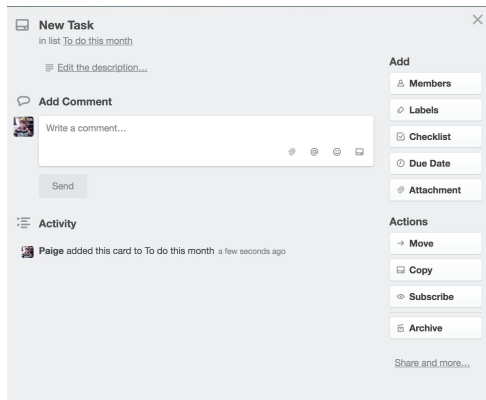 New Task
in list To do this month
Edit the description…
Add Comment
Write a comment…
Send
Activity
Paige added this card to To do this month a few seconds ago
Add
Members
Labels
Checklist
Due Date
Attachment
Actions
Move
Copy
Subscribe
Archive
Share and more…